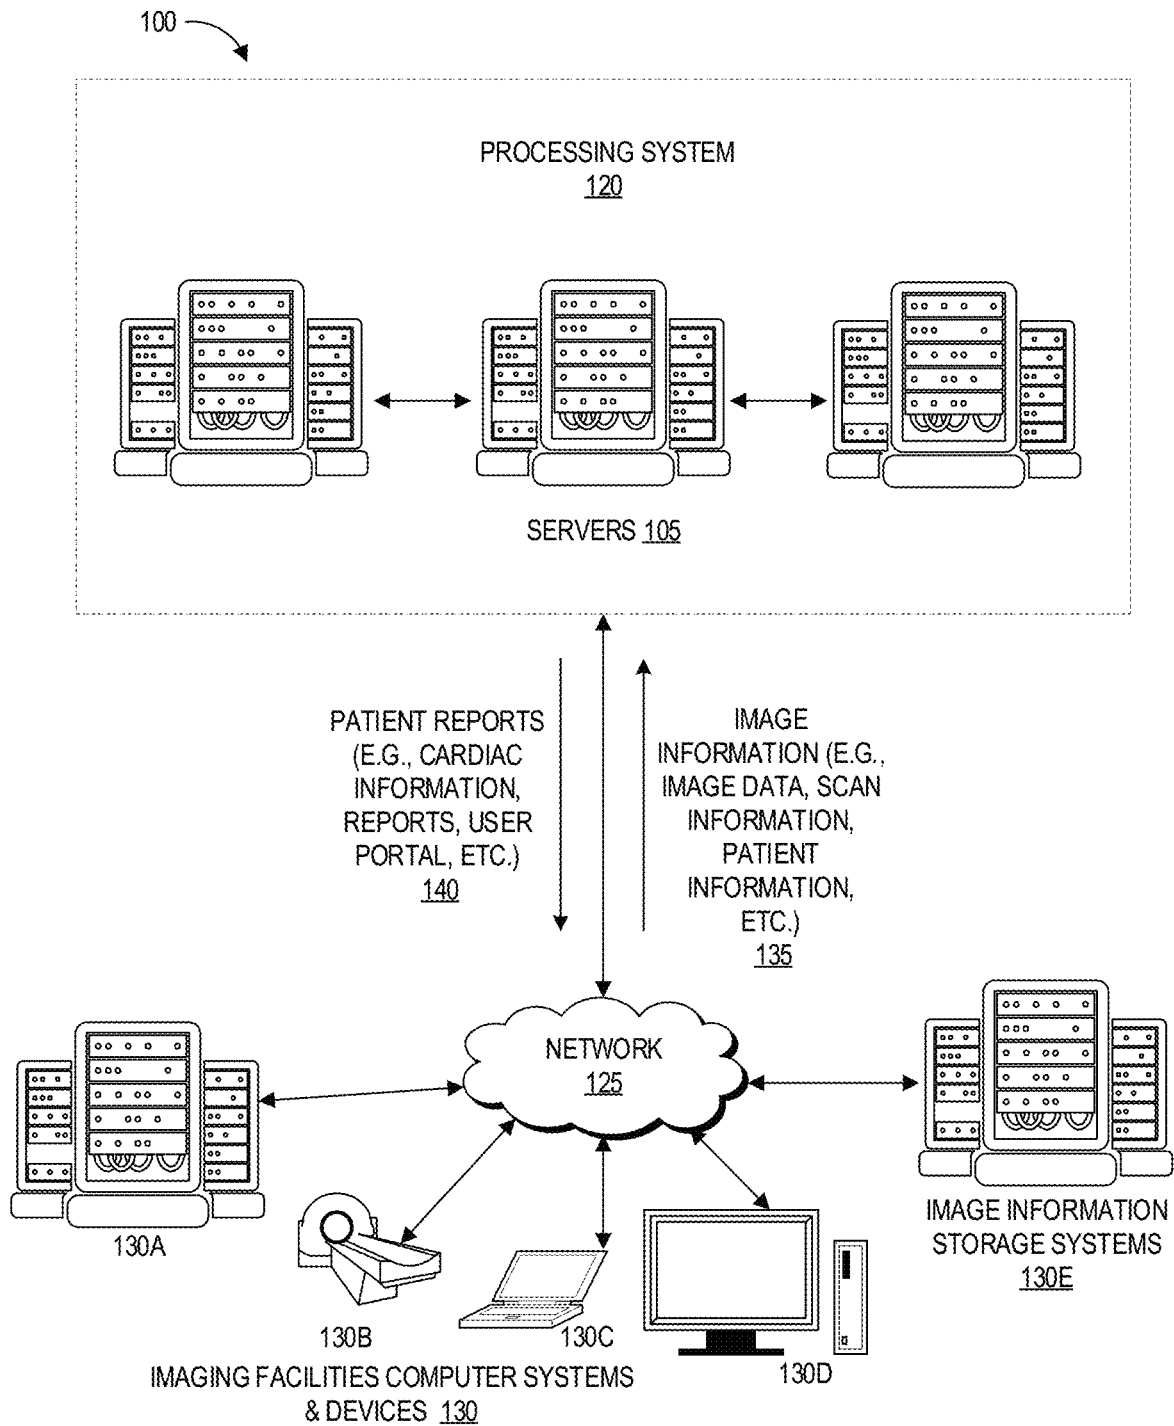 100
PROCESSING SYSTEM
120
SERVERS 105
PATIENT REPORTS
(E.G., CARDIAC
INFORMATION,
REPORTS, USER
PORTAL, ETC.)
140
IMAGE
INFORMATION (E.G.,
IMAGE DATA, SCAN
INFORMATION,
PATIENT
INFORMATION,
ETC.)
135
NETWORK
125
130A
130B
130C
130D
IMAGE INFORMATION
STORAGE SYSTEMS
130E
IMAGING FACILITIES COMPUTER SYSTEMS
& DEVICES 130